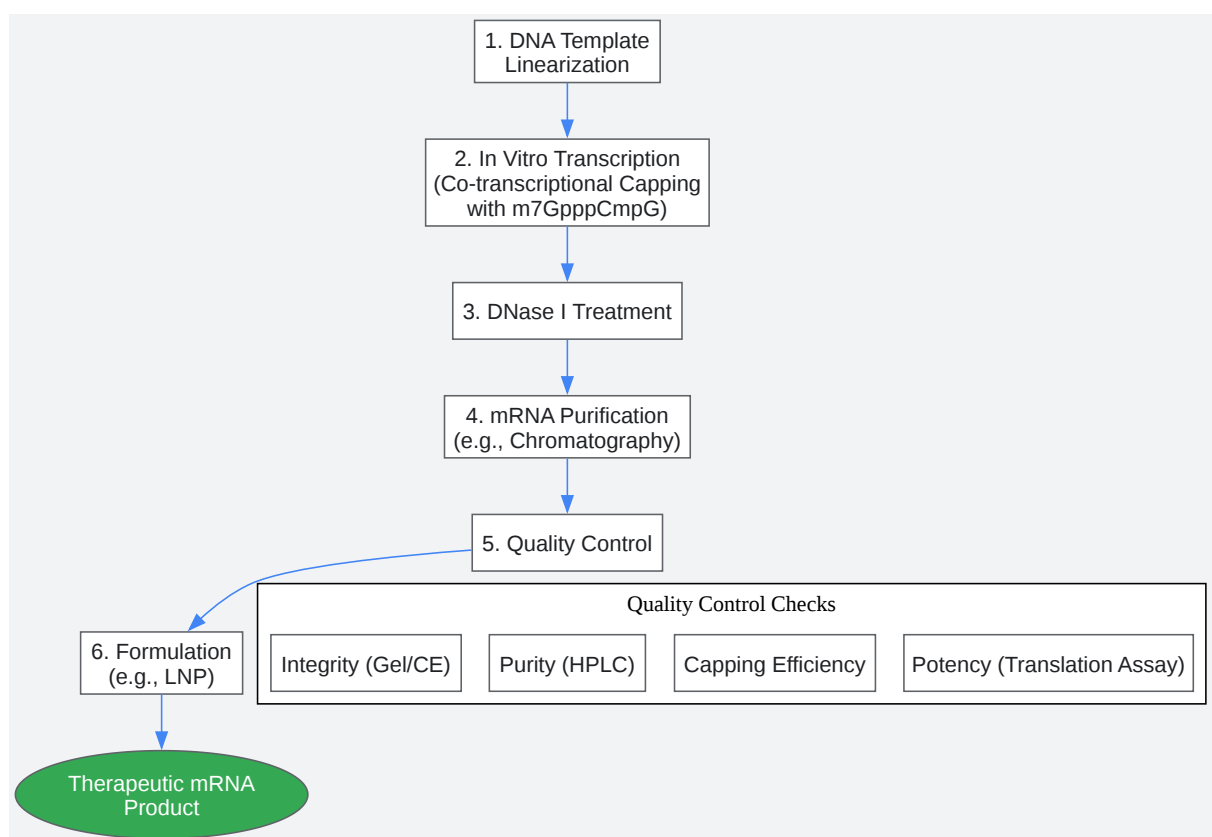 1. DNA Template
Linearization
2. In Vitro Transcription
(Co-transcriptional Capping
with m7GpppCmpG)
3. DNase I Treatment
4. mRNA Purification
(e.g., Chromatography)
5. Quality Control
Quality Control Checks
Integrity (Gel/CE)
Purity (HPLC)
Capping Efficiency
Potency (Translation Assay)
6. Formulation
(e.g., LNP)
Therapeutic mRNA
Product